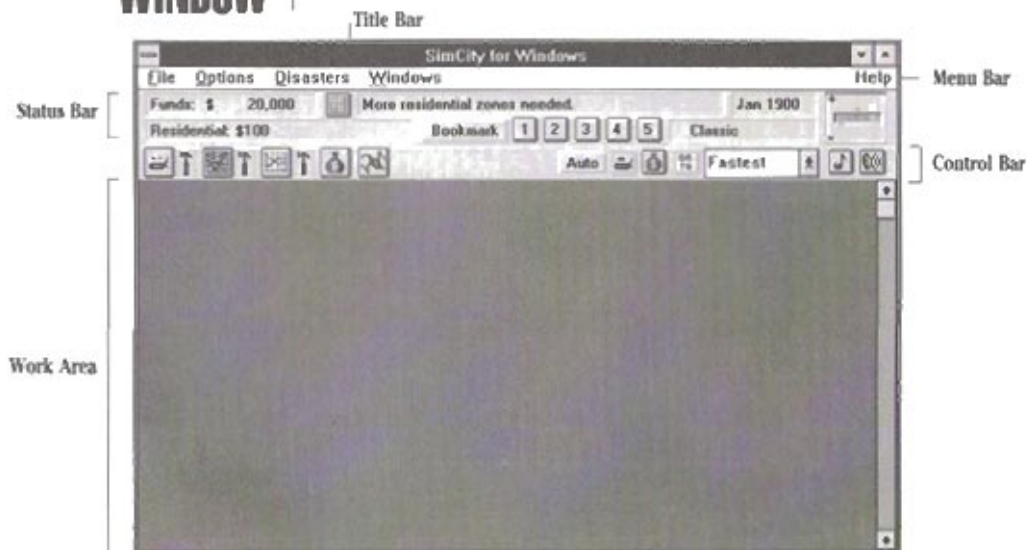 WINDOW
Title Bar
SimCity for Windows
File Options Disasters Windows Help
Menu Bar
Status Bar
Funds: $ 20,000 More residential zones needed. Jan 1900
Residential: $100 Bookmark 1 2 3 4 5 Classic
Auto Fastest
Control Bar
Work Area